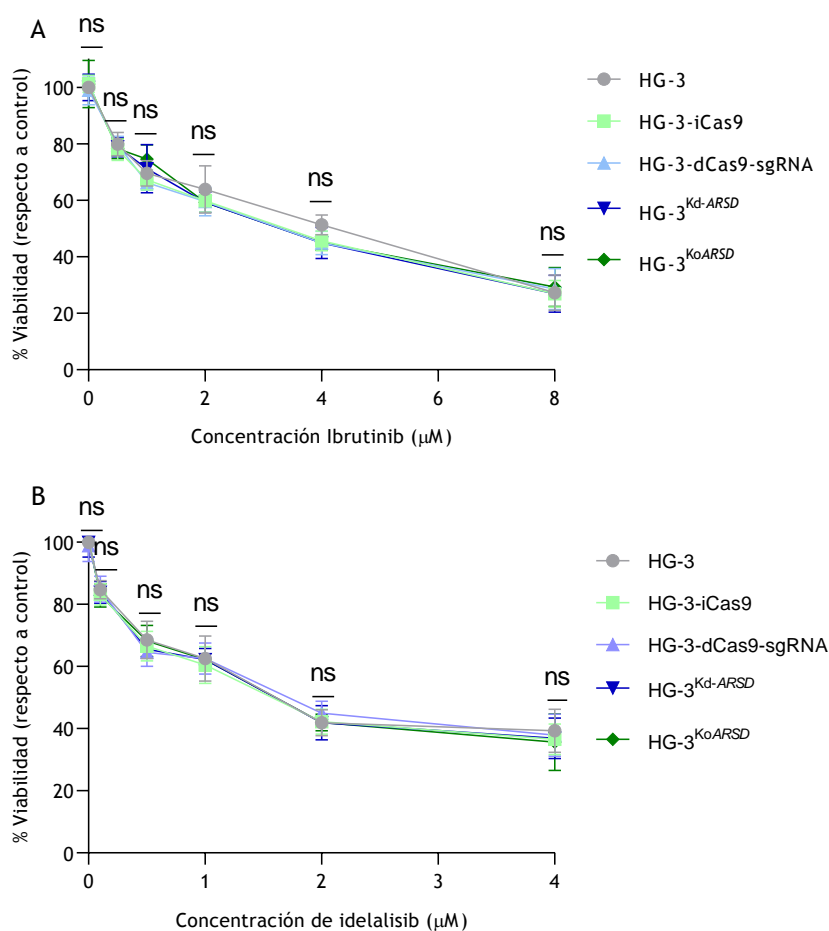 A
ns
ns
ns
ns
ns
ns
100
80
60
40
20
0
% Viabilidad (respecto a control)
0
2
4
6
8
Concentración Ibrutinib (μM)
HG-3
HG-3-iCas9
HG-3-dCas9-sgRNA
HG-3Kd-ARSD
HG-3KoARSD
B
ns
ns
ns
ns
ns
ns
100
80
60
40
20
0
% Viabilidad (respecto a control)
0
1
2
3
4
Concentración de idelalisib (μM)
HG-3
HG-3-iCas9
HG-3-dCas9-sgRNA
HG-3Kd-ARSD
HG-3KoARSD